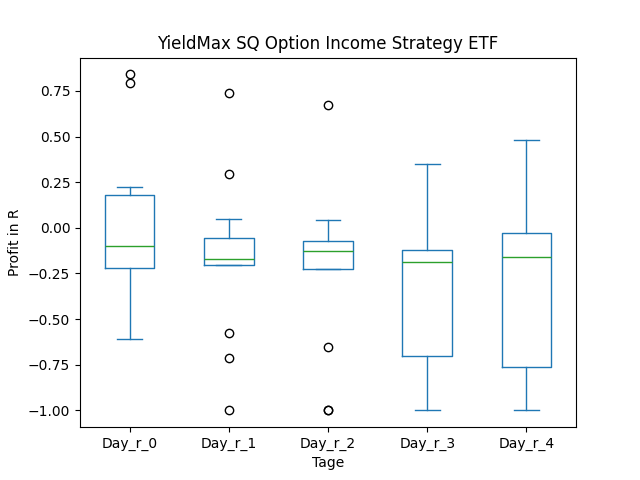 YieldMax SQ Option Income Strategy ETF
Profit in R
0.75
0.50
0.25
0.00
−0.25
−0.50
−0.75
−1.00
Day_r_0 Day_r_1 Day_r_2 Day_r_3 Day_r_4
Tage